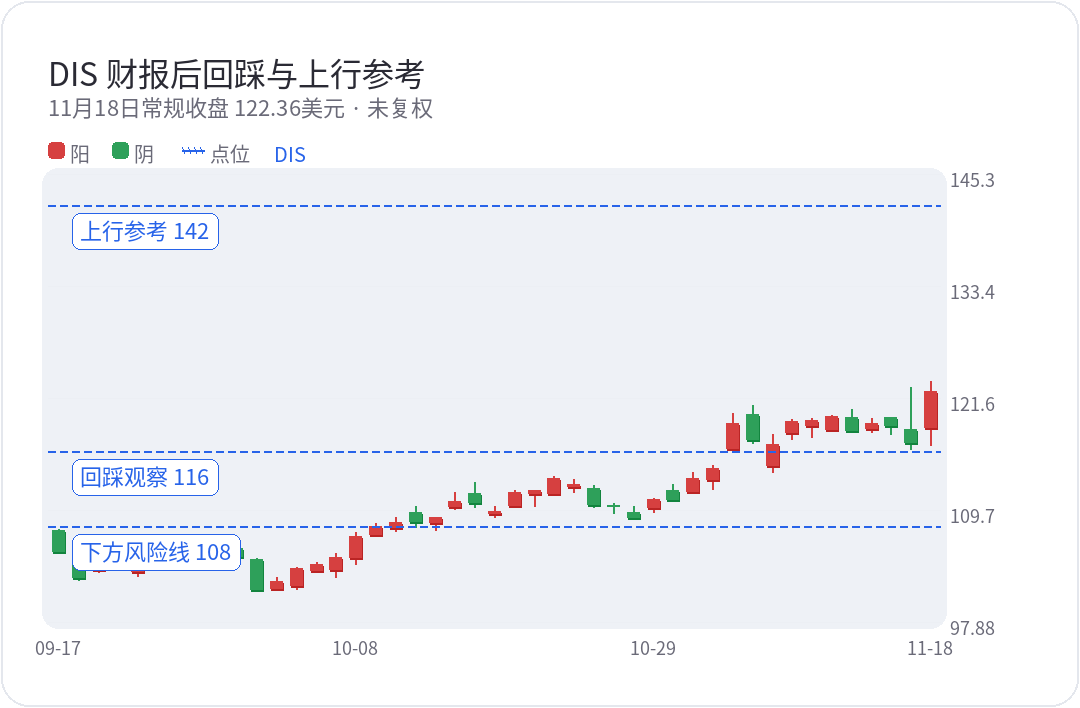 DIS 财报后回踩与上行参考
11月18日常规收盘 122.36美元 · 未复权
阳 阴 点位 DIS
145.3
上行参考 142
133.4
121.6
回踩观察 116
109.7
下方风险线 108
97.88
09-17 10-08 10-29 11-18